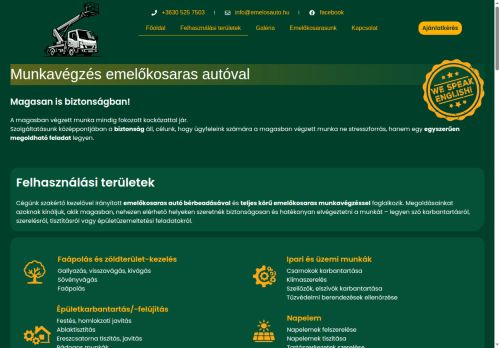 +3630 525 7503
info@emelosauto.hu
facebook
Főoldal
Felhasználási területek
Galéria
Emelőkosarasunk
Kapcsolat
Ajánlatkérés
Munkavégzés emelőkosaras autóval
WE SPEAK ENGLISH!
Magasan is biztonságban!
A magasban végzett munka mindig fokozott kockázattal jár.
Szolgáltatásunk középpontjában a biztonság áll, célunk, hogy ügyfeleink számára a magasban végzett munka ne stresszforrás, hanem egy egyszerűen
megoldható feladat legyen.
Felhasználási területek
Cégünk szakértő kezelővel irányított emelőkosaras autó bérbeadásával és teljes körű emelőkosaras munkavégzéssel foglalkozik. Megoldásainkat
azoknak kínáljuk, akik magasban, nehezen elérhető helyeken szeretnék biztonságosan és hatékonyan elvégeztetni a munkát – legyen szó karbantartásról,
szerelésről, tisztításról vagy épületüzemeltetési feladatokról.
Faápolás és zöldterület-kezelés
Gallyazás, visszavágás, kivágás
Sövényvágás
Faápolás
Ipari és üzemi munkák
Csarnokok karbantartása
Klímaszerelés
Szellőzők, elszívók karbantartása
Tűzvédelmi berendezések ellenőrzése
Épületkarbantartás/-felújítás
Festés, homlokzati javítás
Ablaktisztítás
Ereszcsatorna tisztítás, javítás
Bádogos munkák
Napelem
Napelemek felszerelése
Napelemek tisztítása
Tartószerkezetek szerelése